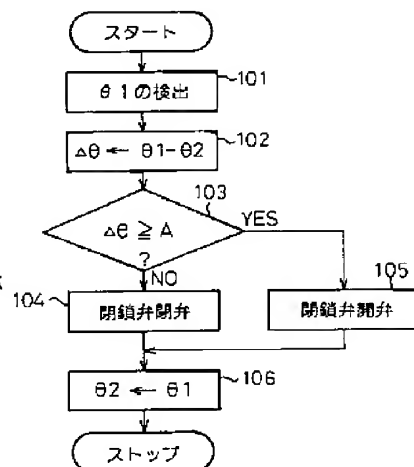 スタート
θ1の検出
101
Δθ ← θ1-θ2
102
103
Δθ ≧ A
?
YES
NO
104
閉鎖弁閉弁
105
閉鎖弁開弁
θ2 ← θ1
106
ストップ